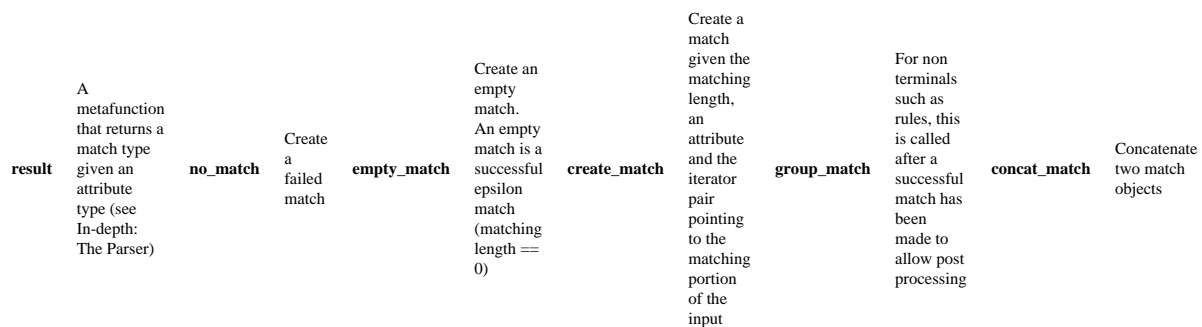 result
A
metafunction
that returns a
match type
given an
attribute
type (see
In-depth:
The Parser)
no_match
Create
a
failed
match
empty_match
Create an
empty
match.
An empty
match is a
successful
epsilon
match
(matching
length ==
0)
create_match
Create a
match
given the
matching
length,
an
attribute
and the
iterator
pair
pointing
to the
matching
portion
of the
input
group_match
For non
terminals
such as
rules, this
is called
after a
successful
match has
been
made to
allow post
processing
concat_match
Concatenate
two match
objects